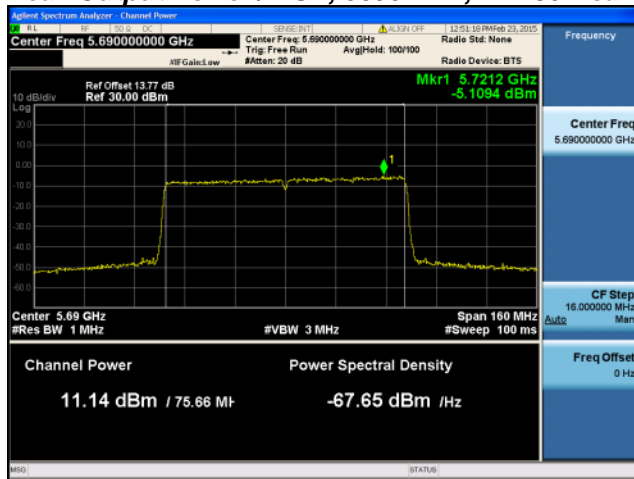 Agilent Spectrum Analyzer - Channel Power
RL RF 50 Ω DC SENSE:INT ALIGN OFF 12:51:18 PMFeb 23, 2015
Center Freq 5.690000000 GHz
Center Freq: 5.690000000 GHz
Radio Std: None
Trig: Free Run Avg|Hold: 100/100
#IFGain:Low #Atten: 20 dB Radio Device: BTS
Ref Offset 13.77 dB
10 dB/div Ref 30.00 dBm
Mkr1 5.7212 GHz
-5.1094 dBm
Log
20.0
10.0
0.00
-10.0
-20.0
-30.0
-40.0
-50.0
-60.0
1
Center 5.69 GHz Span 160 MHz
#Res BW 1 MHz #VBW 3 MHz #Sweep 100 ms
Channel Power Power Spectral Density
11.14 dBm / 75.66 MH -67.65 dBm /Hz
MSG STATUS
Frequency
Center Freq
5.690000000 GHz
CF Step
16.000000 MHz
Auto Man
Freq Offset
0 Hz